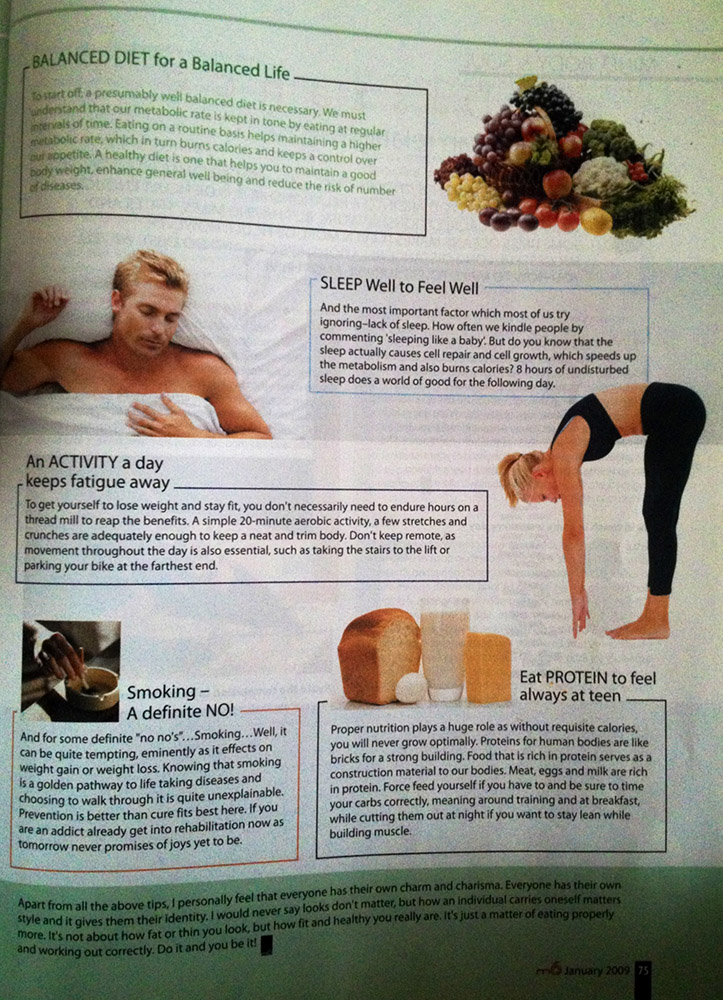 BALANCED DIET for a Balanced Life
To start off, a presumably well balanced diet is necessary. We must
understand that our metabolic rate is kept in tone by eating at regular
intervals of time. Eating on a routine basis helps maintaining a higher
metabolic rate, which in turn burns calories and keeps a control over
our appetite. A healthy diet is one that helps you to maintain a good
body weight, enhance general well being and reduce the risk of number
of diseases.
SLEEP Well to Feel Well
And the most important factor which most of us try
ignoring–lack of sleep. How often we kindle people by
commenting 'sleeping like a baby'. But do you know that the
sleep actually causes cell repair and cell growth, which speeds up
the metabolism and also burns calories? 8 hours of undisturbed
sleep does a world of good for the following day.
An ACTIVITY a day
keeps fatigue away
To get yourself to lose weight and stay fit, you don't necessarily need to endure hours on a
thread mill to reap the benefits. A simple 20-minute aerobic activity, a few stretches and
crunches are adequately enough to keep a neat and trim body. Don't keep remote, as
movement throughout the day is also essential, such as taking the stairs to the lift or
parking your bike at the farthest end.
Smoking –
A definite NO!
And for some definite "no no's"...Smoking...Well, it
can be quite tempting, eminently as it effects on
weight gain or weight loss. Knowing that smoking
is a golden pathway to life taking diseases and
choosing to walk through it is quite unexplainable.
Prevention is better than cure fits best here. If you
are an addict already get into rehabilitation now as
tomorrow never promises of joys yet to be.
Eat PROTEIN to feel
always at teen
Proper nutrition plays a huge role as without requisite calories,
you will never grow optimally. Proteins for human bodies are like
bricks for a strong building. Food that is rich in protein serves as a
construction material to our bodies. Meat, eggs and milk are rich
in protein. Force feed yourself if you have to and be sure to time
your carbs correctly, meaning around training and at breakfast,
while cutting them out at night if you want to stay lean while
building muscle.
Apart from all the above tips, I personally feel that everyone has their own charm and charisma. Everyone has their own
style and it gives them their identity. I would never say looks don't matter, but how an individual carries oneself matters
more. It's not about how fat or thin you look, but how fit and healthy you really are. It's just a matter of eating properly
and working out correctly. Do it and you be it!
January 2009 75